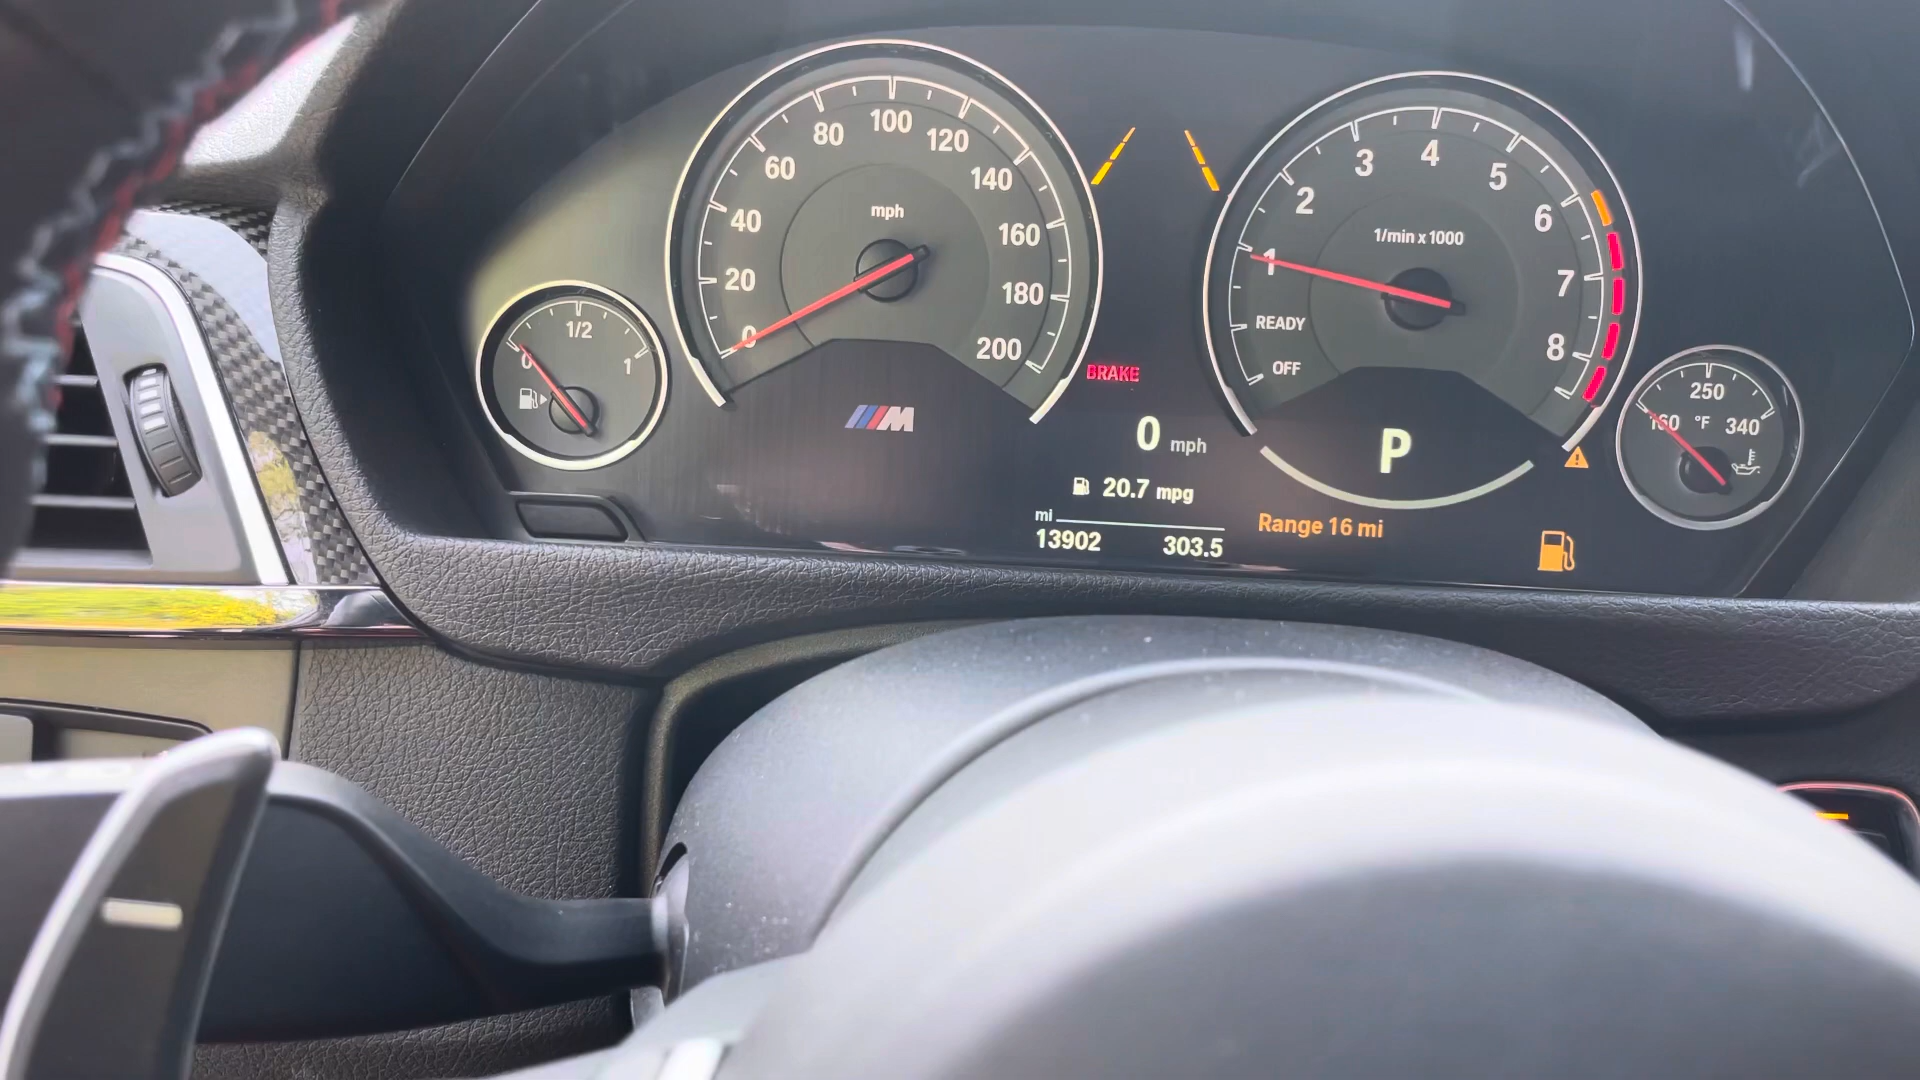 0
1/2
1
0
20
40
60
80
100
120
140
160
180
200
mph
M
BRAKE
0 mph
20.7 mpg
mi
13902 303.5
OFF
READY
1
2
3
4
5
6
7
8
1/min x 1000
P
Range 16 mi
160
250
340
°F